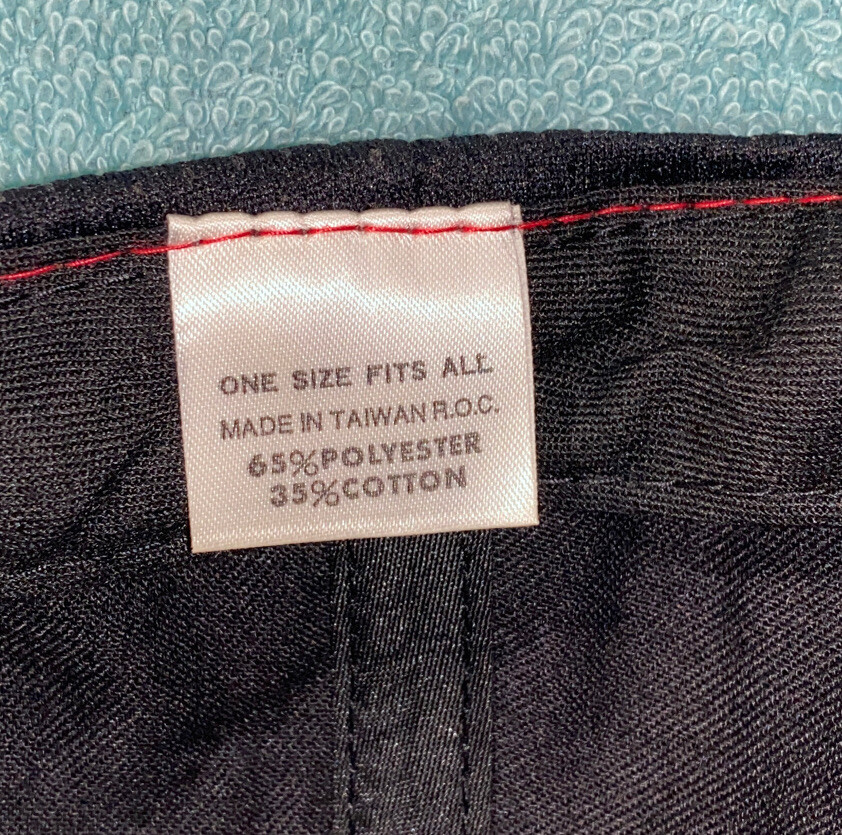 ONE SIZE FITS ALL
MADE IN TAIWAN R.O.C.
65%POLYESTER
35%COTTON